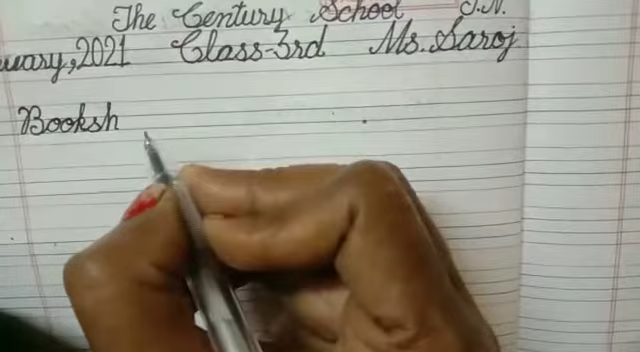 The Century School J.N.
uary,2021 Class-3rd Ms. Saroj
Booksh